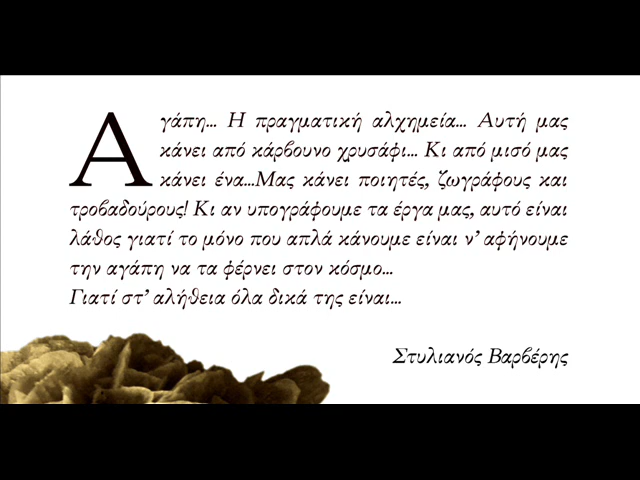 Αγάπη... Η πραγματική αλχημεία... Αυτή μας
κάνει από κάρβουνο χρυσάφι... Κι από μισό μας
κάνει ένα...Μας κάνει ποιητές, ζωγράφους και
τροβαδούρους! Κι αν υπογράφουμε τα έργα μας, αυτό είναι
λάθος γιατί το μόνο που απλά κάνουμε είναι ν' αφήνουμε
την αγάπη να τα φέρνει στον κόσμο...
Γιατί στ' αλήθεια όλα δικά της είναι...
Στυλιανός Βαρβέρης